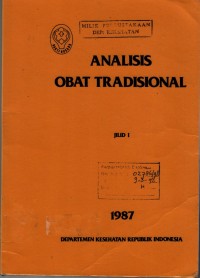 MILIK PERPUSTAKAAN
DEP. KESEHATAN
ANALISIS
OBAT TRADISIONAL
JILID I
1987
DEPARTEMEN KESEHATAN REPUBLIK INDONESIA